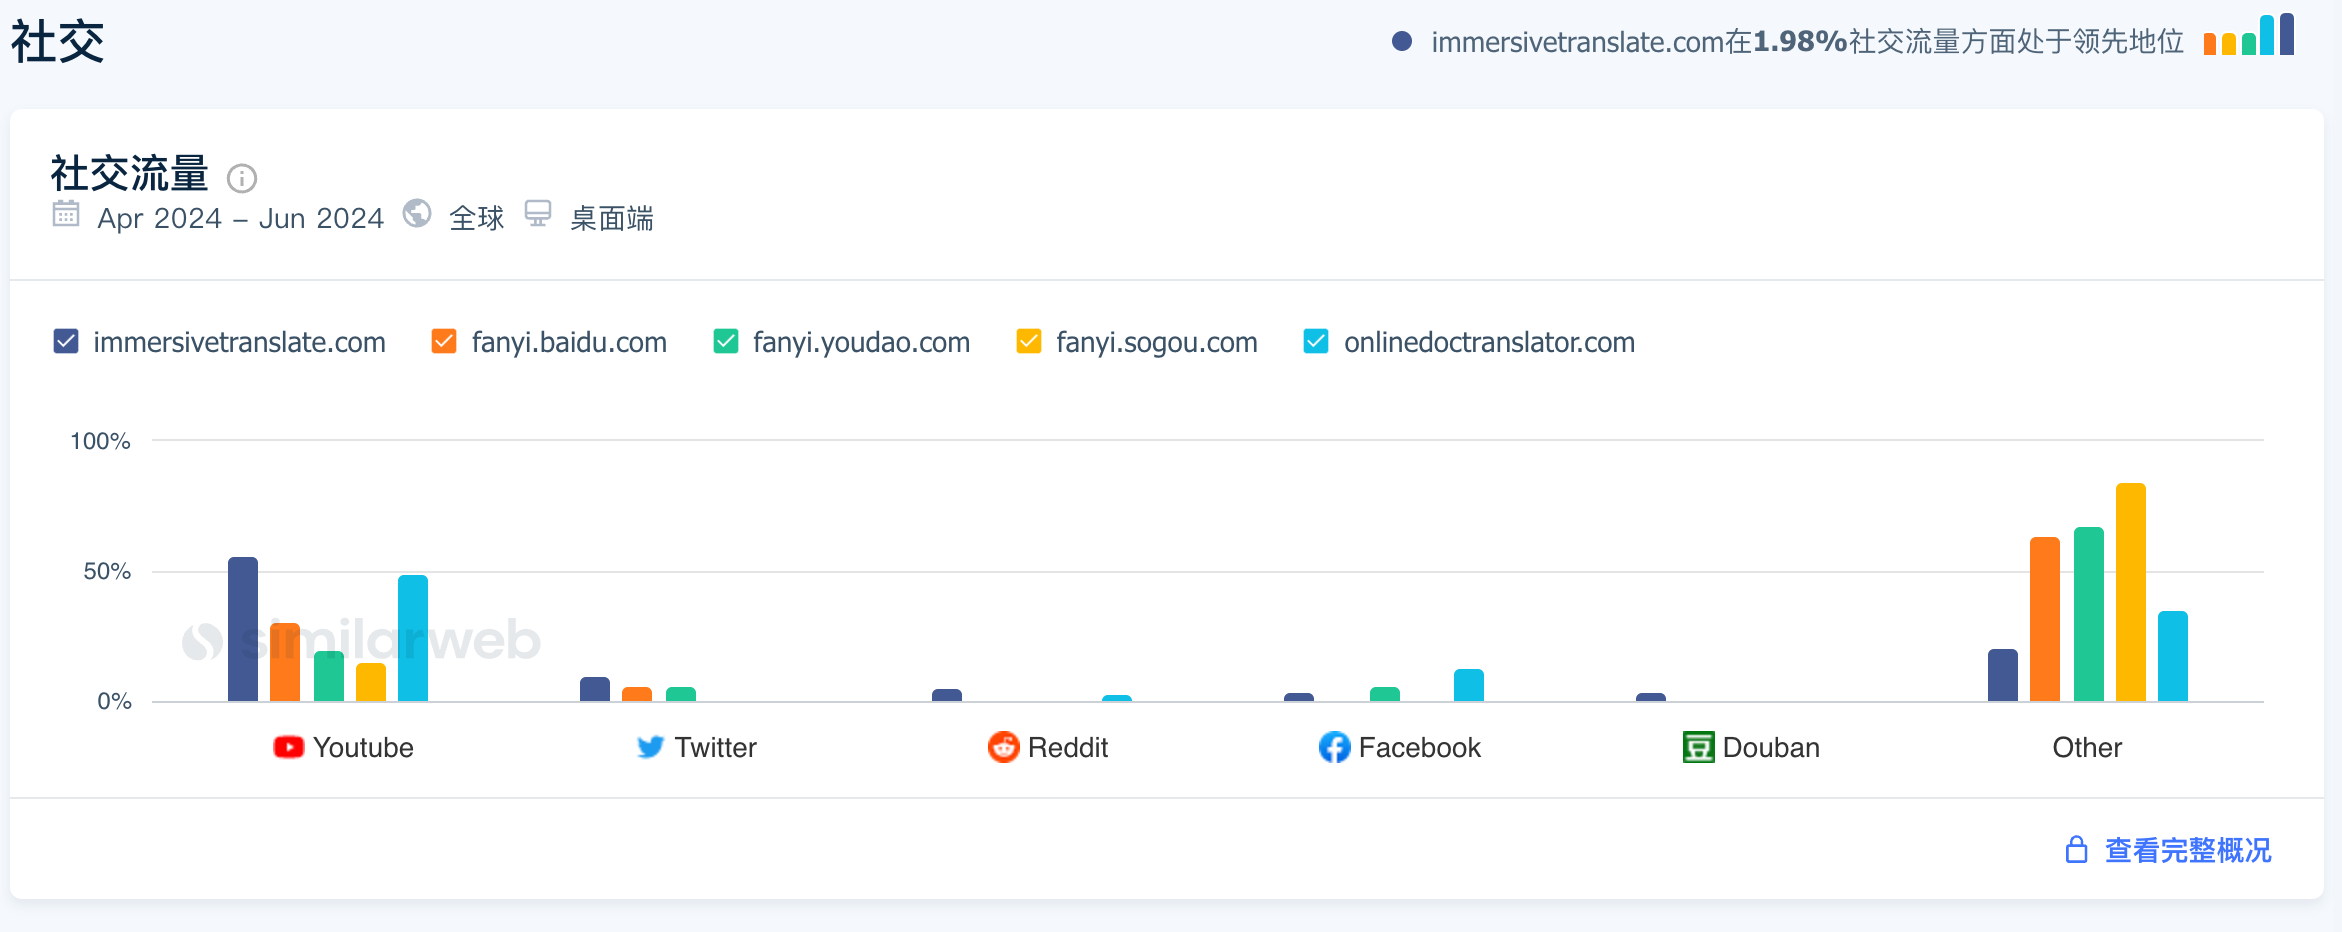 社交
immersivetranslate.com在1.98%社交流量方面处于领先地位
社交流量
Apr 2024 – Jun 2024 全球 桌面端
immersivetranslate.com fanyi.baidu.com fanyi.youdao.com fanyi.sogou.com onlinedoctranslator.com
100%
50%
0%
similarweb
Youtube Twitter Reddit Facebook 豆 Douban Other
查看完整概况